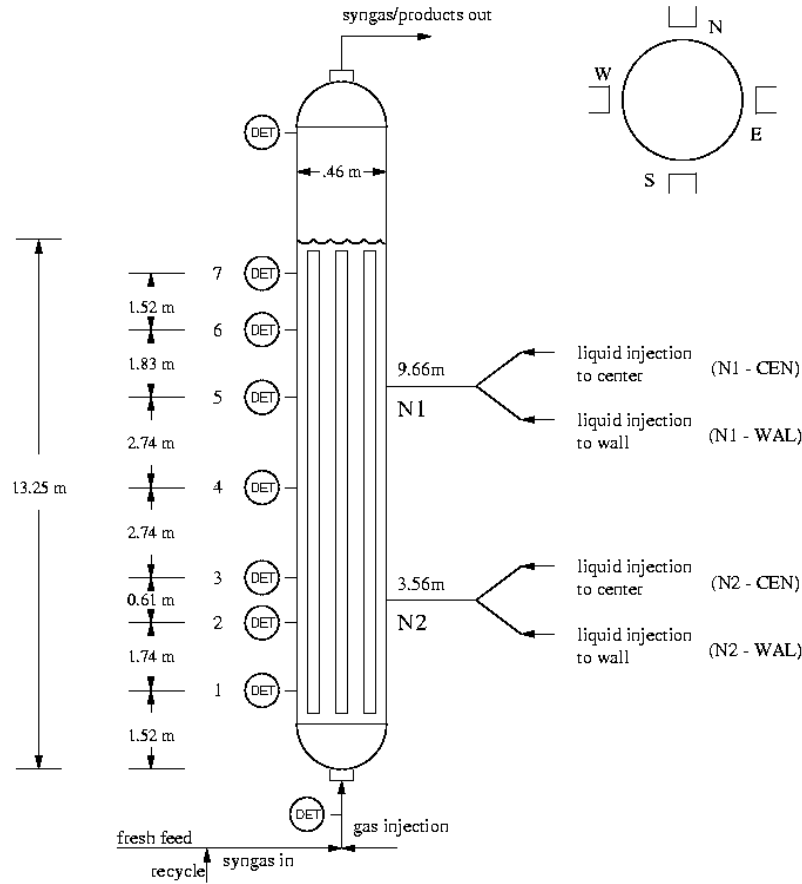 syngas/products out
N
W
E
S
DET
.46 m
7 DET
1.52 m
6 DET
1.83 m
5 DET
2.74 m
4 DET
2.74 m
3 DET
0.61 m
2 DET
1.74 m
1 DET
1.52 m
13.25 m
9.66m
N1
liquid injection
to center
(N1 - CEN)
liquid injection
to wall
(N1 - WAL)
3.56m
N2
liquid injection
to center
(N2 - CEN)
liquid injection
to wall
(N2 - WAL)
DET
gas injection
fresh feed
syngas in
recycle